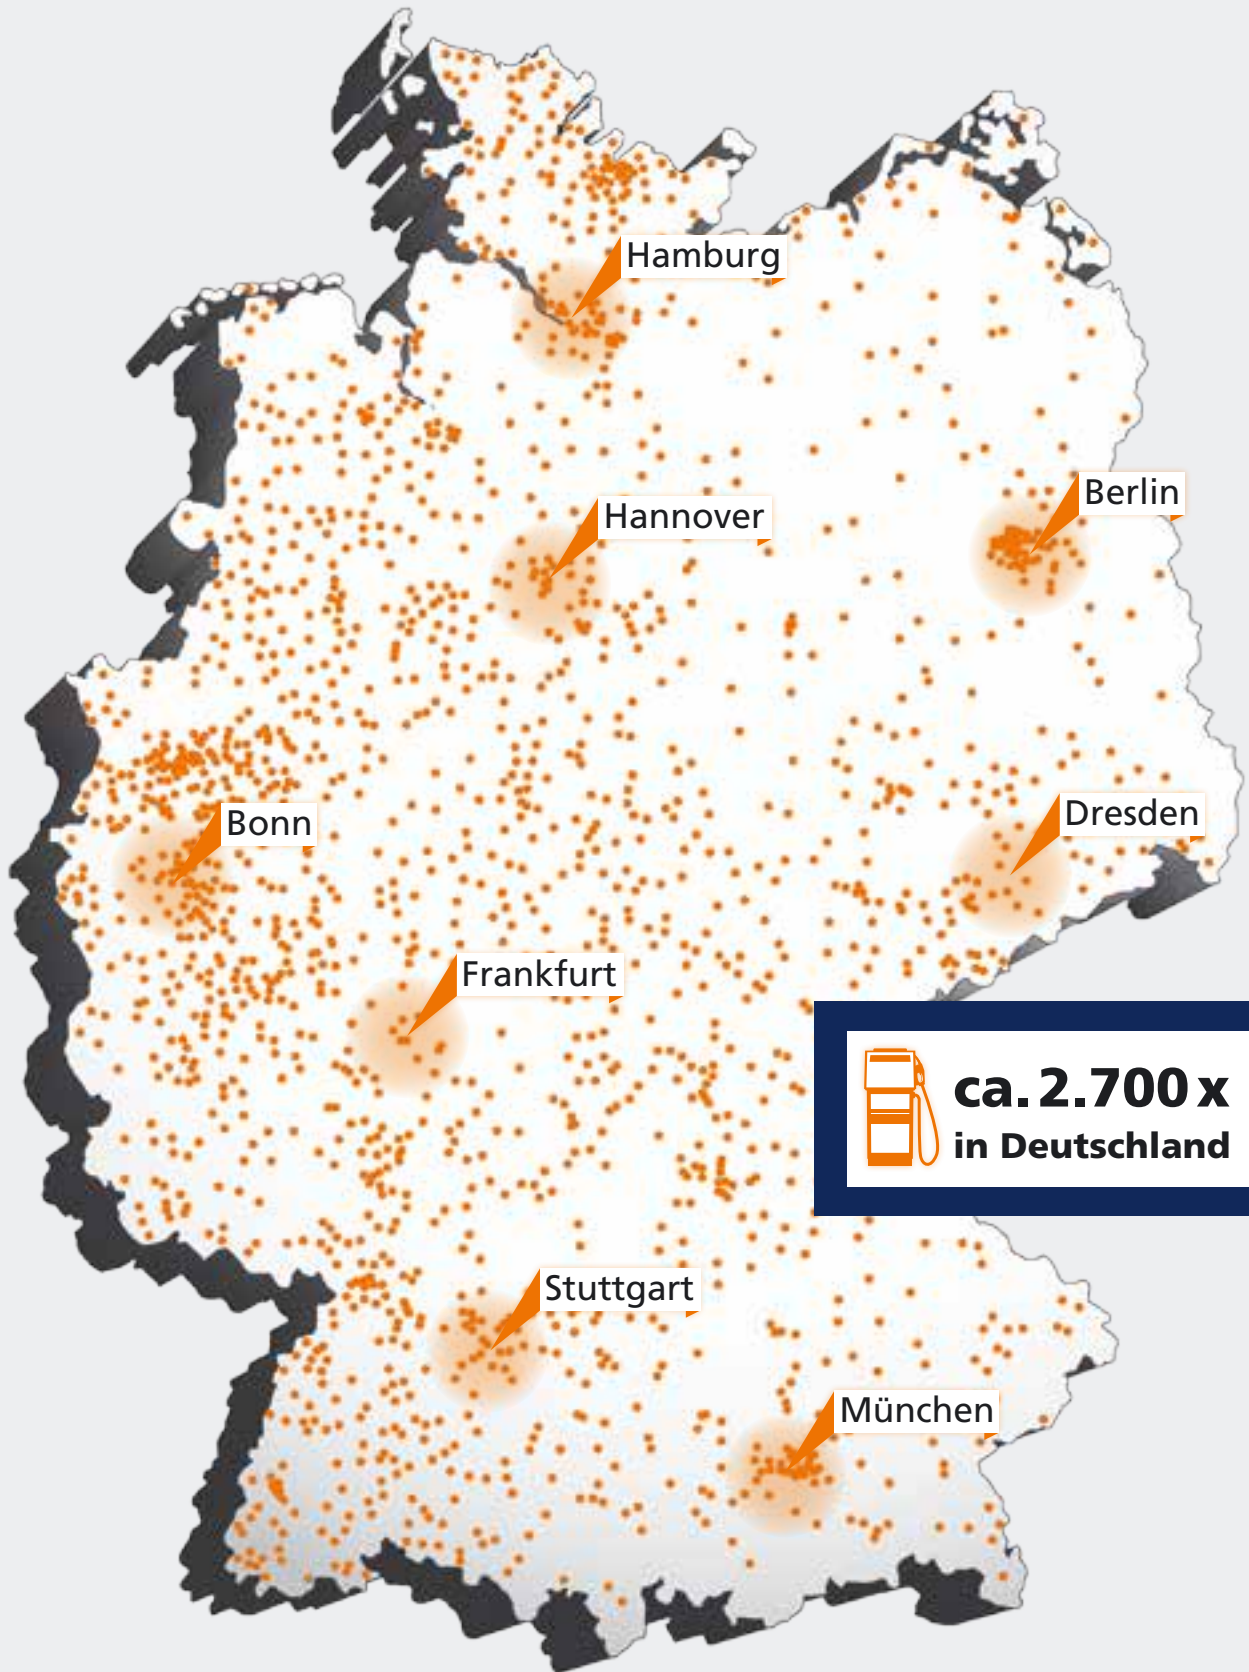 Hamburg
Berlin
Hannover
Dresden
Bonn
Frankfurt
ca. 2.700 x
in Deutschland
Stuttgart
München